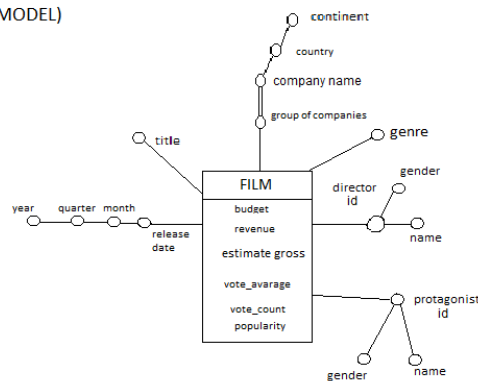 MODEL)
continent
country
company name
group of companies
genre
title
gender
FILM
director
id
year
quarter
month
budget
revenue
release
date
name
estimate gross
vote_avarage
vote_count
popularity
protagonist
id
gender
name